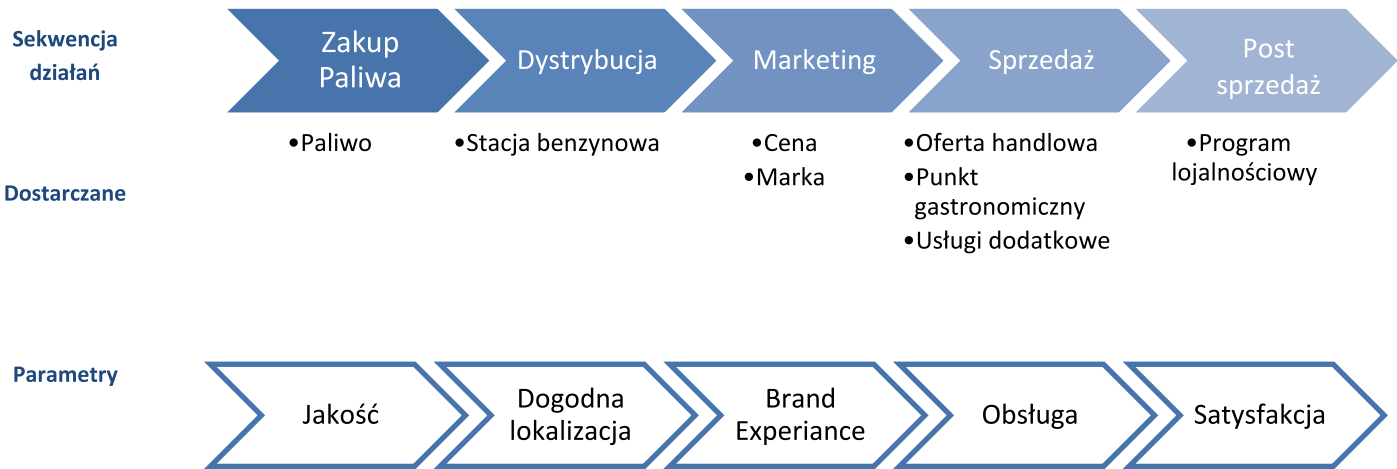 Sekwencja
działań
Zakup
Paliwa
Dystrybucja
Marketing
Sprzedaż
Post
sprzedaż
Dostarczane
•Paliwo
•Stacja benzynowa
•Cena
•Marka
•Oferta handlowa
•Punkt
gastronomiczny
•Usługi dodatkowe
•Program
lojalnościowy
Parametry
Jakość
Dogodna
lokalizacja
Brand
Experiance
Obsługa
Satysfakcja